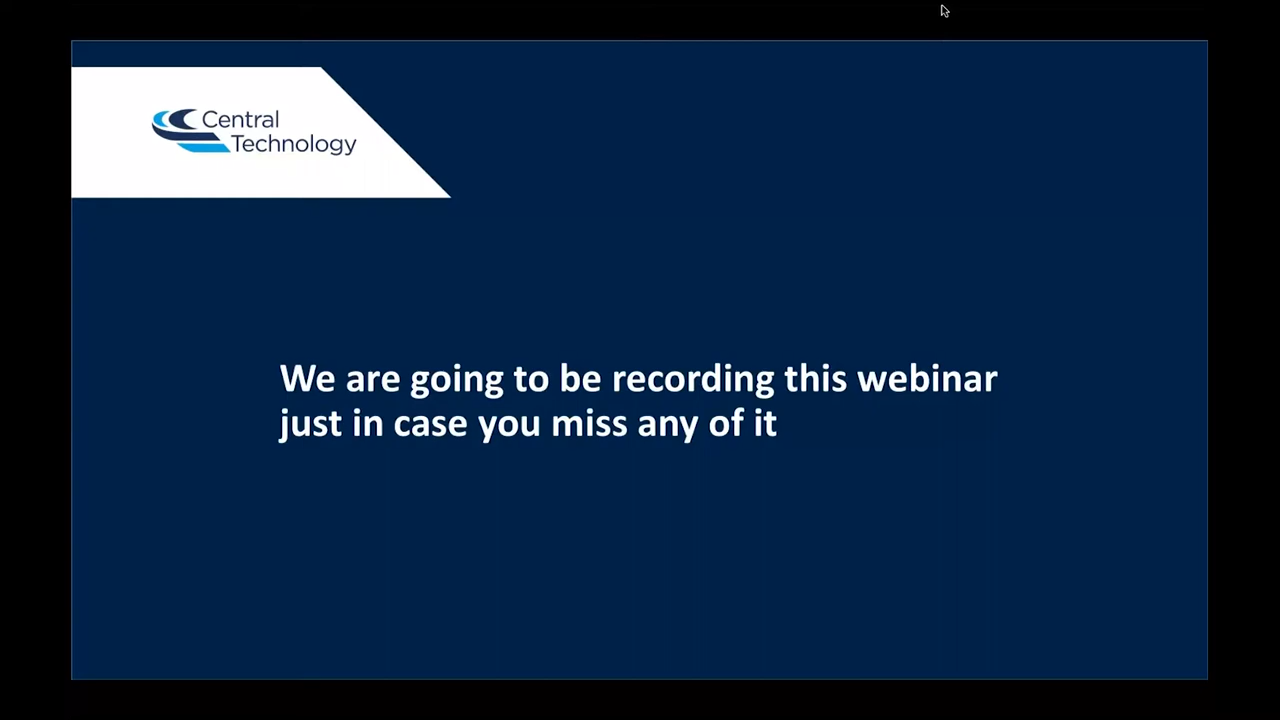 Central
Technology
We are going to be recording this webinar
just in case you miss any of it